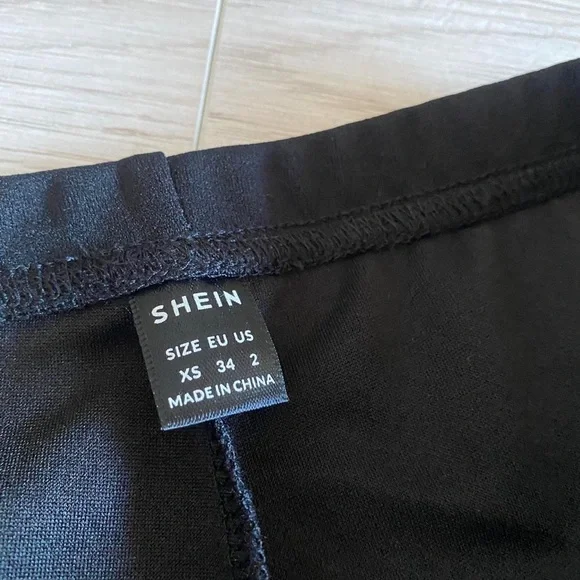 SHEIN
SIZE EU US
XS 34 2
MADE IN CHINA